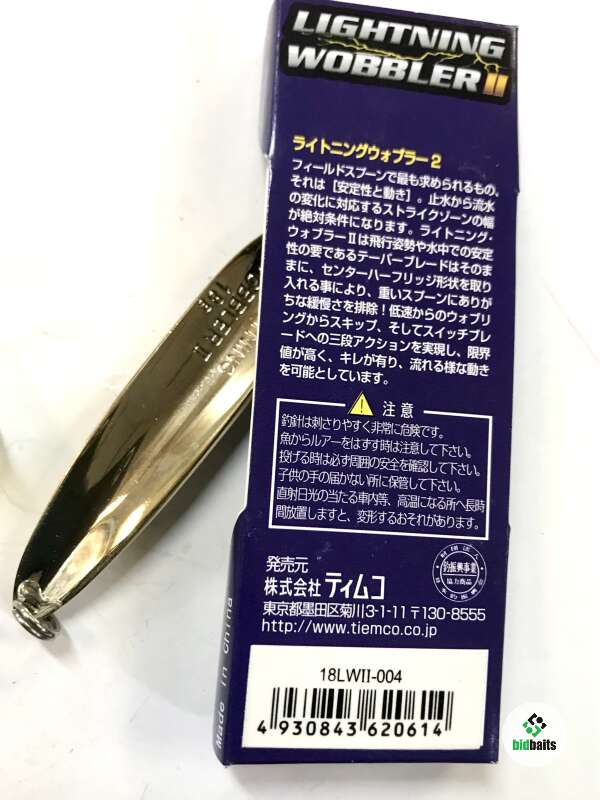 LIGHTNING
WOBBLER II
ライトニングウォブラー2
フィールドスプーンで最も求められるもの、
それは［安定性と動き］。止水から流水
の変化に対応するストライクゾーンの幅
が絶対条件になります。ライトニング・
ウォブラーⅡは飛行姿勢や水中での安定
性の要であるテーパーブレードはそのま
まに、センターハーフリッジ形状を取り
入れる事により、重いスプーンにありが
ちな緩慢さを排除！低速からのウォブリ
ングからスキップ、そしてスイッチブレ
ードへの三段アクションを実現し、限界
値が高く、キレが有り、流れる様な動き
を可能としています。
注意
釣針は刺さりやすく非常に危険です。
魚からルアーをはずす時は注意して下さい。
投げる時は必ず周囲の安全を確認して下さい。
子供の手の届かない所に保管して下さい。
直射日光の当たる車内等、高温になる所へ長時
間放置しますと、変形するおそれがあります。
発売元
株式会社 ティムコ
東京都墨田区菊川3-1-11〒130-8555
http://www.tiemco.co.jp
釣振興事業
協力商品
Made in China
18LWII-004
4 930843 620614
WOBBLER II
18g
bidbaits